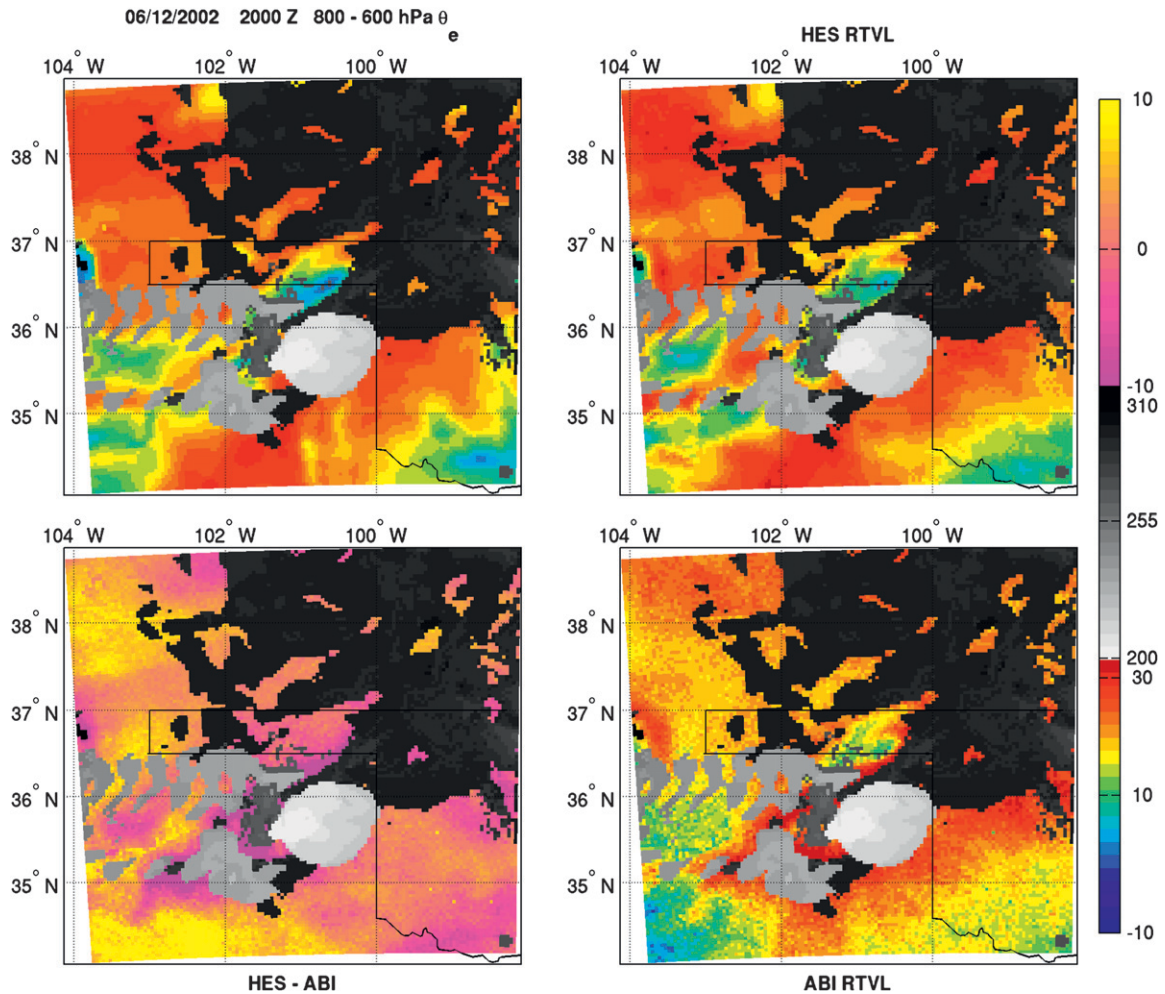 06/12/2002 2000 Z 800 - 600 hPa θe
HES RTVL
104° W 102° W 100° W
104° W 102° W 100° W
38° N
37° N
36° N
35° N
38° N
37° N
36° N
35° N
10
0
-10
310
255
200
30
10
-10
104° W 102° W 100° W
104° W 102° W 100° W
38° N
37° N
36° N
35° N
38° N
37° N
36° N
35° N
HES - ABI
ABI RTVL